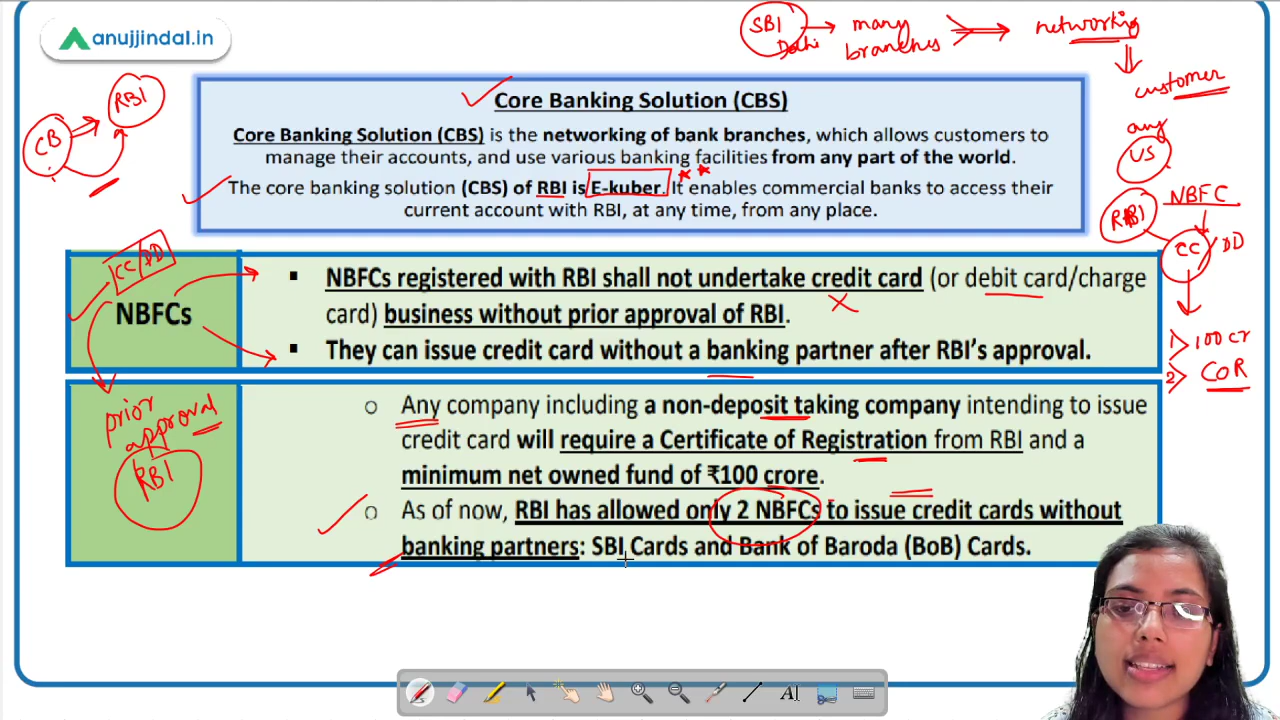 anujjindal.in
SBI
Delhi
many
branches
networking
customer
CB
RBI
Core Banking Solution (CBS)
Core Banking Solution (CBS) is the networking of bank branches, which allows customers to
manage their accounts, and use various banking facilities from any part of the world.
The core banking solution (CBS) of RBI is E-kuber. It enables commercial banks to access their
current account with RBI, at any time, from any place.
any
US
NBFC
RBI
CC/DD
1> 100 cr
2> COR
CC/DD
NBFCs
▪ NBFCs registered with RBI shall not undertake credit card (or debit card/charge
card) business without prior approval of RBI.
▪ They can issue credit card without a banking partner after RBI's approval.
prior
approval
RBI
o Any company including a non-deposit taking company intending to issue
credit card will require a Certificate of Registration from RBI and a
minimum net owned fund of ₹100 crore.
o As of now, RBI has allowed only 2 NBFCs to issue credit cards without
banking partners: SBI Cards and Bank of Baroda (BoB) Cards.